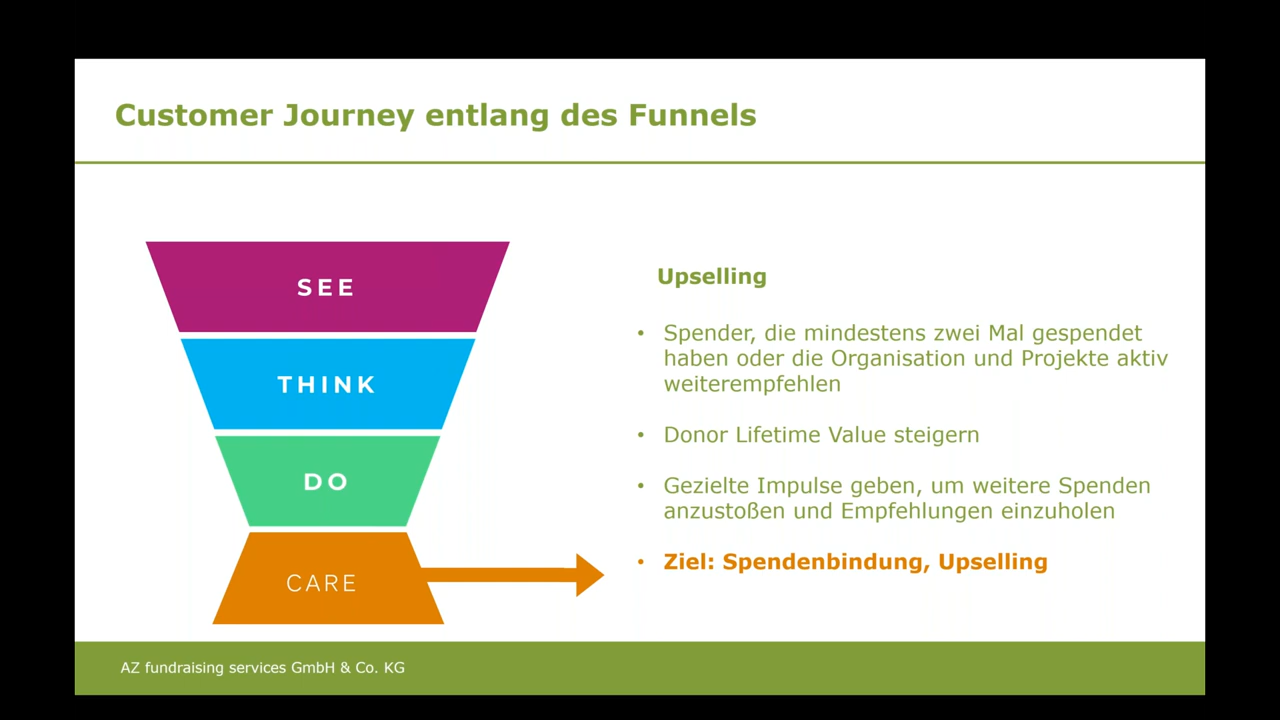 Customer Journey entlang des Funnels
SEE
THINK
DO
CARE
Upselling
• Spender, die mindestens zwei Mal gespendet
haben oder die Organisation und Projekte aktiv
weiterempfehlen
• Donor Lifetime Value steigern
• Gezielte Impulse geben, um weitere Spenden
anzustoßen und Empfehlungen einzuholen
• Ziel: Spendenbindung, Upselling
AZ fundraising services GmbH & Co. KG